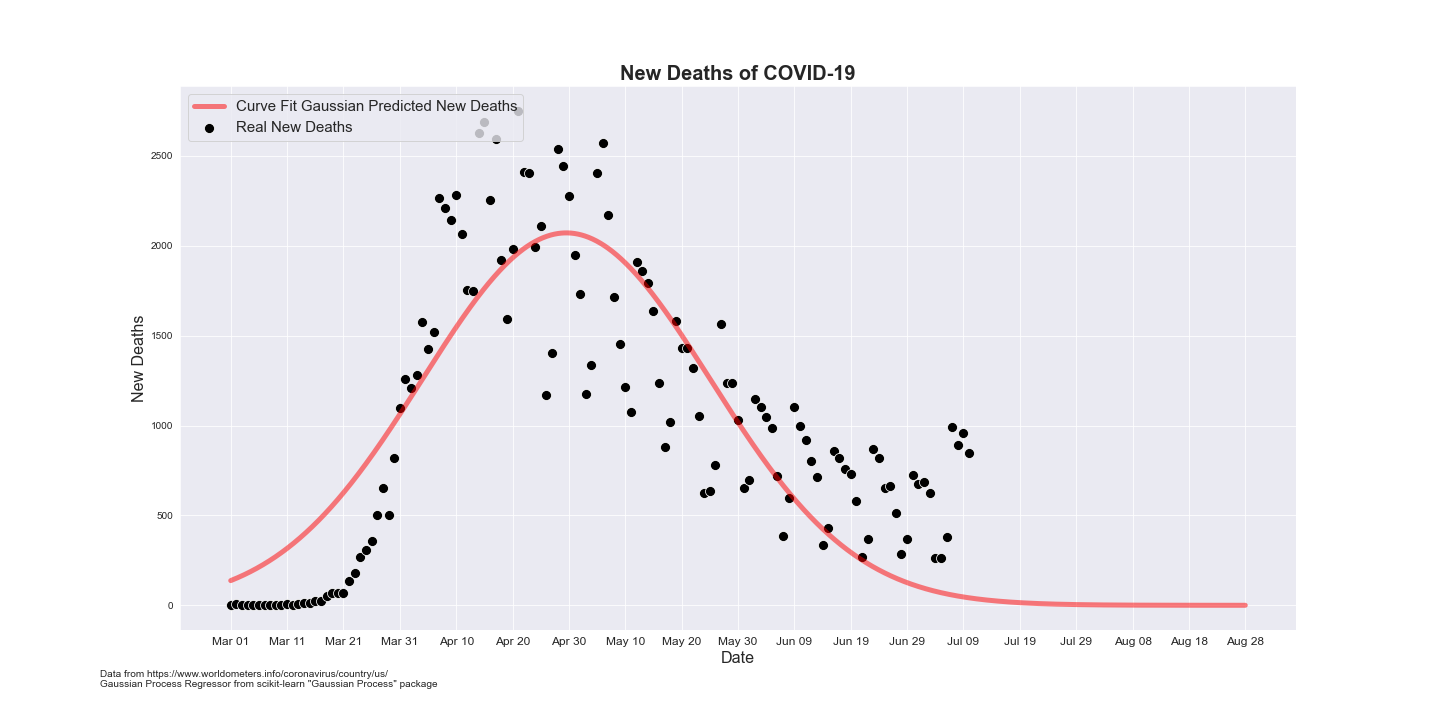 New Deaths of COVID-19
Curve Fit Gaussian Predicted New Deaths
Real New Deaths
2500
2000
1500
1000
500
0
New Deaths
Mar 01 Mar 11 Mar 21 Mar 31 Apr 10 Apr 20 Apr 30 May 10 May 20 May 30 Jun 09 Jun 19 Jun 29 Jul 09 Jul 19 Jul 29 Aug 08 Aug 18 Aug 28
Date
Data from https://www.worldometers.info/coronavirus/country/us/
Gaussian Process Regressor from scikit-learn "Gaussian Process" package